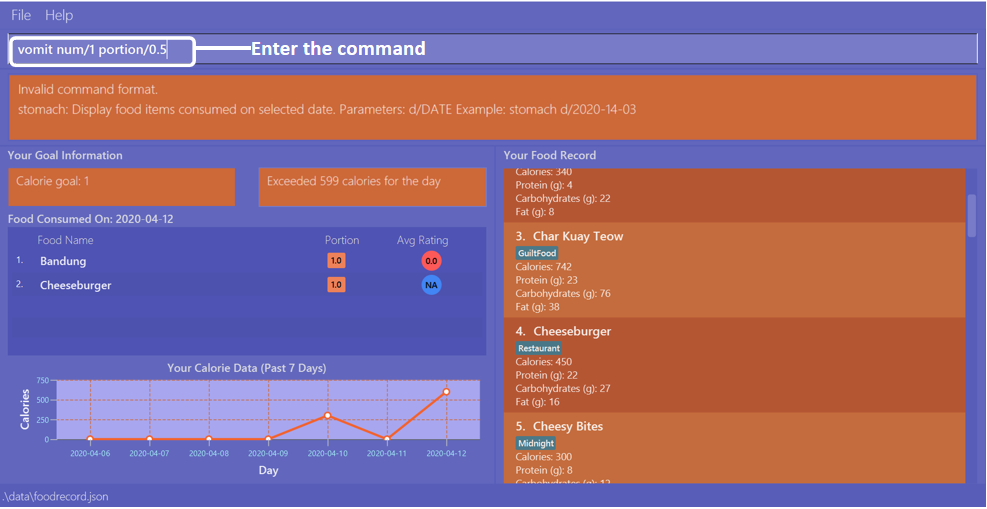 File Help
vomit num/1 portion/0.5
Enter the command
Invalid command format.
stomach: Display food items consumed on selected date. Parameters: d/DATE Example: stomach d/2020-14-03
Your Goal Information
Calorie goal: 1
Exceeded 599 calories for the day
Food Consumed On: 2020-04-12
Food Name Portion Avg Rating
1. Bandung 1.0 0.0
2. Cheeseburger 1.0 NA
Your Calorie Data (Past 7 Days)
Calories
750
500
250
0
2020-04-06 2020-04-07 2020-04-08 2020-04-09 2020-04-10 2020-04-11 2020-04-12
Day
Your Food Record
Calories: 340
Protein (g): 4
Carbohydrates (g): 22
Fat (g): 8
3. Char Kuay Teow
GuiltFood
Calories: 742
Protein (g): 23
Carbohydrates (g): 76
Fat (g): 38
4. Cheeseburger
Restaurant
Calories: 450
Protein (g): 22
Carbohydrates (g): 27
Fat (g): 16
5. Cheesy Bites
Midnight
Calories: 300
Protein (g): 8
Carbohydrates (g):
.\data\foodrecord.json